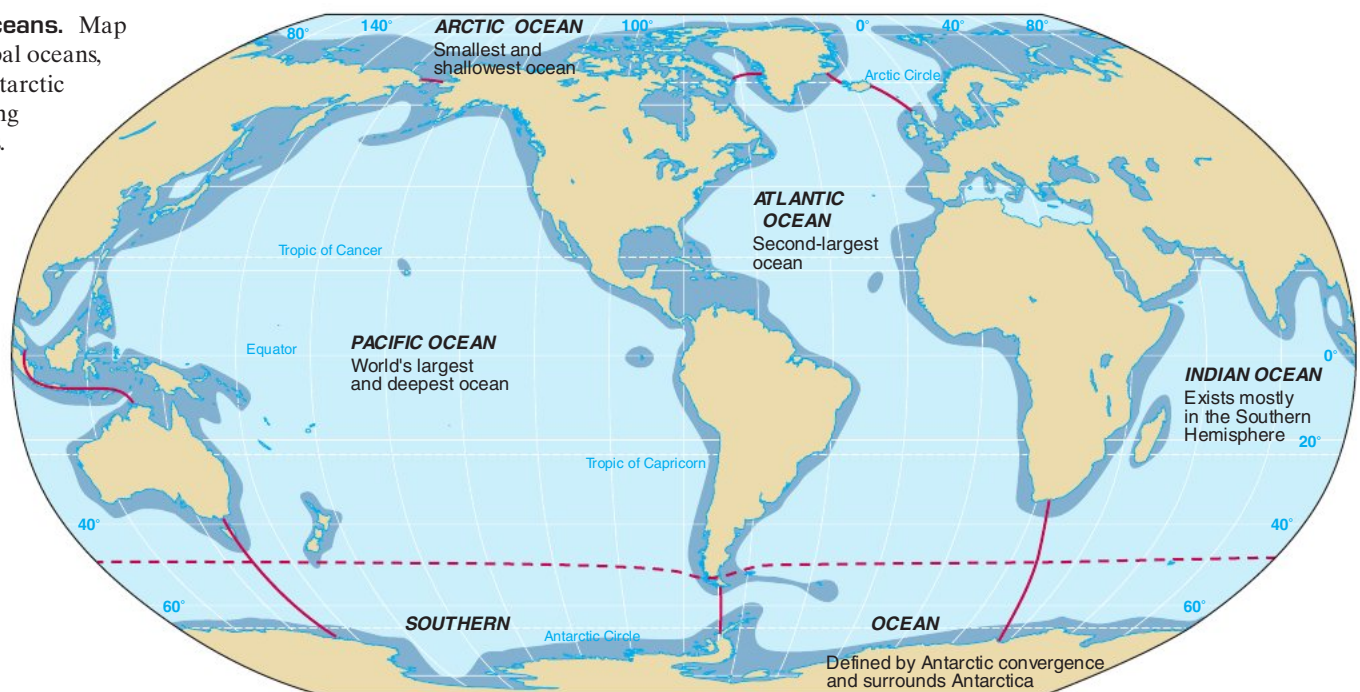 ceans. Map
bal oceans,
ntarctic
ng
80°
140°
ARCTIC OCEAN
Smallest and
shallowest ocean
100°
0°
40°
80°
Arctic Circle
ATLANTIC
OCEAN
Second-largest
ocean
Tropic of Cancer
Equator
PACIFIC OCEAN
World's largest
and deepest ocean
0°
INDIAN OCEAN
Exists mostly
in the Southern
Hemisphere
20°
Tropic of Capricorn
40°
40°
60°
60°
SOUTHERN
OCEAN
Antarctic Circle
Defined by Antarctic convergence
and surrounds Antarctica